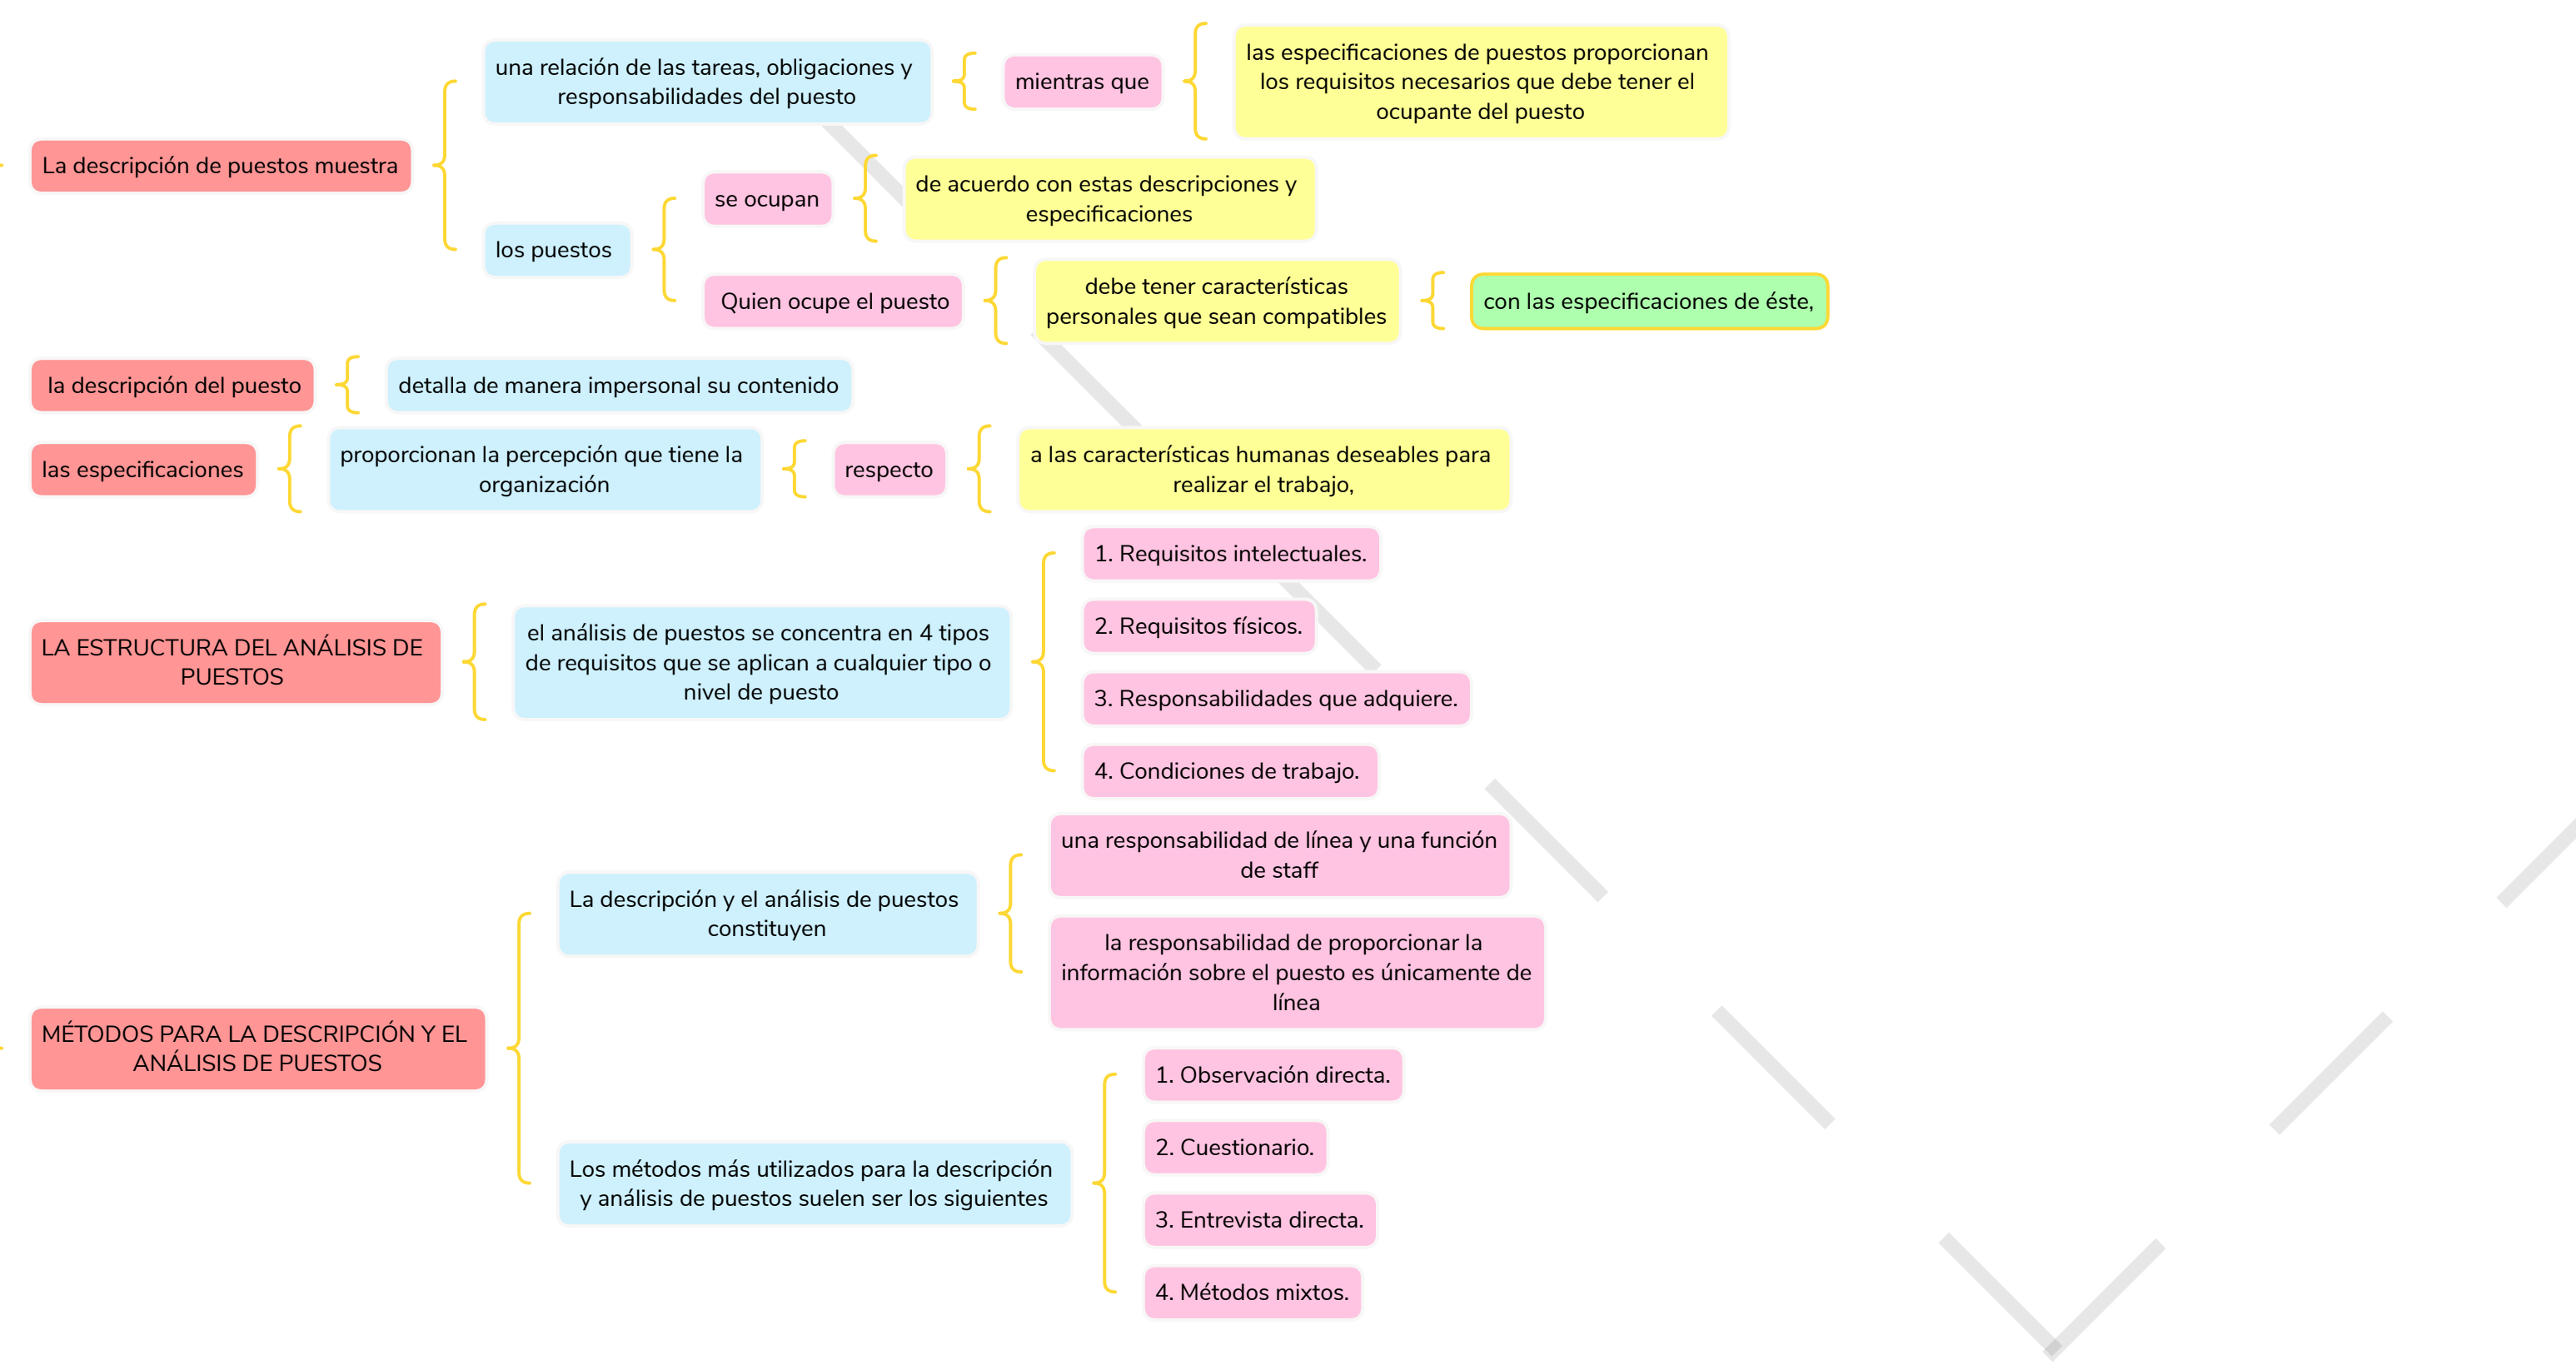 La descripción de puestos muestra
una relación de las tareas, obligaciones y
responsabilidades del puesto
mientras que
las especificaciones de puestos proporcionan
los requisitos necesarios que debe tener el
ocupante del puesto
los puestos
se ocupan
de acuerdo con estas descripciones y
especificaciones
Quien ocupe el puesto
debe tener características
personales que sean compatibles
con las especificaciones de éste,
la descripción del puesto
detalla de manera impersonal su contenido
las especificaciones
proporcionan la percepción que tiene la
organización
respecto
a las características humanas deseables para
realizar el trabajo,
LA ESTRUCTURA DEL ANÁLISIS DE
PUESTOS
el análisis de puestos se concentra en 4 tipos
de requisitos que se aplican a cualquier tipo o
nivel de puesto
1. Requisitos intelectuales.
2. Requisitos físicos.
3. Responsabilidades que adquiere.
4. Condiciones de trabajo.
MÉTODOS PARA LA DESCRIPCIÓN Y EL
ANÁLISIS DE PUESTOS
La descripción y el análisis de puestos
constituyen
una responsabilidad de línea y una función
de staff
la responsabilidad de proporcionar la
información sobre el puesto es únicamente de
línea
Los métodos más utilizados para la descripción
y análisis de puestos suelen ser los siguientes
1. Observación directa.
2. Cuestionario.
3. Entrevista directa.
4. Métodos mixtos.